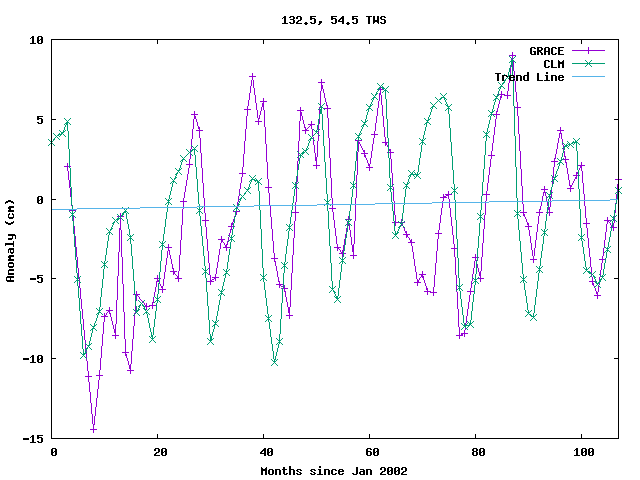 132.5, 54.5 TWS
GRACE
CLM
Trend Line
10
5
0
-5
-10
-15
Anomaly (cm)
0 20 40 60 80 100
Months since Jan 2002